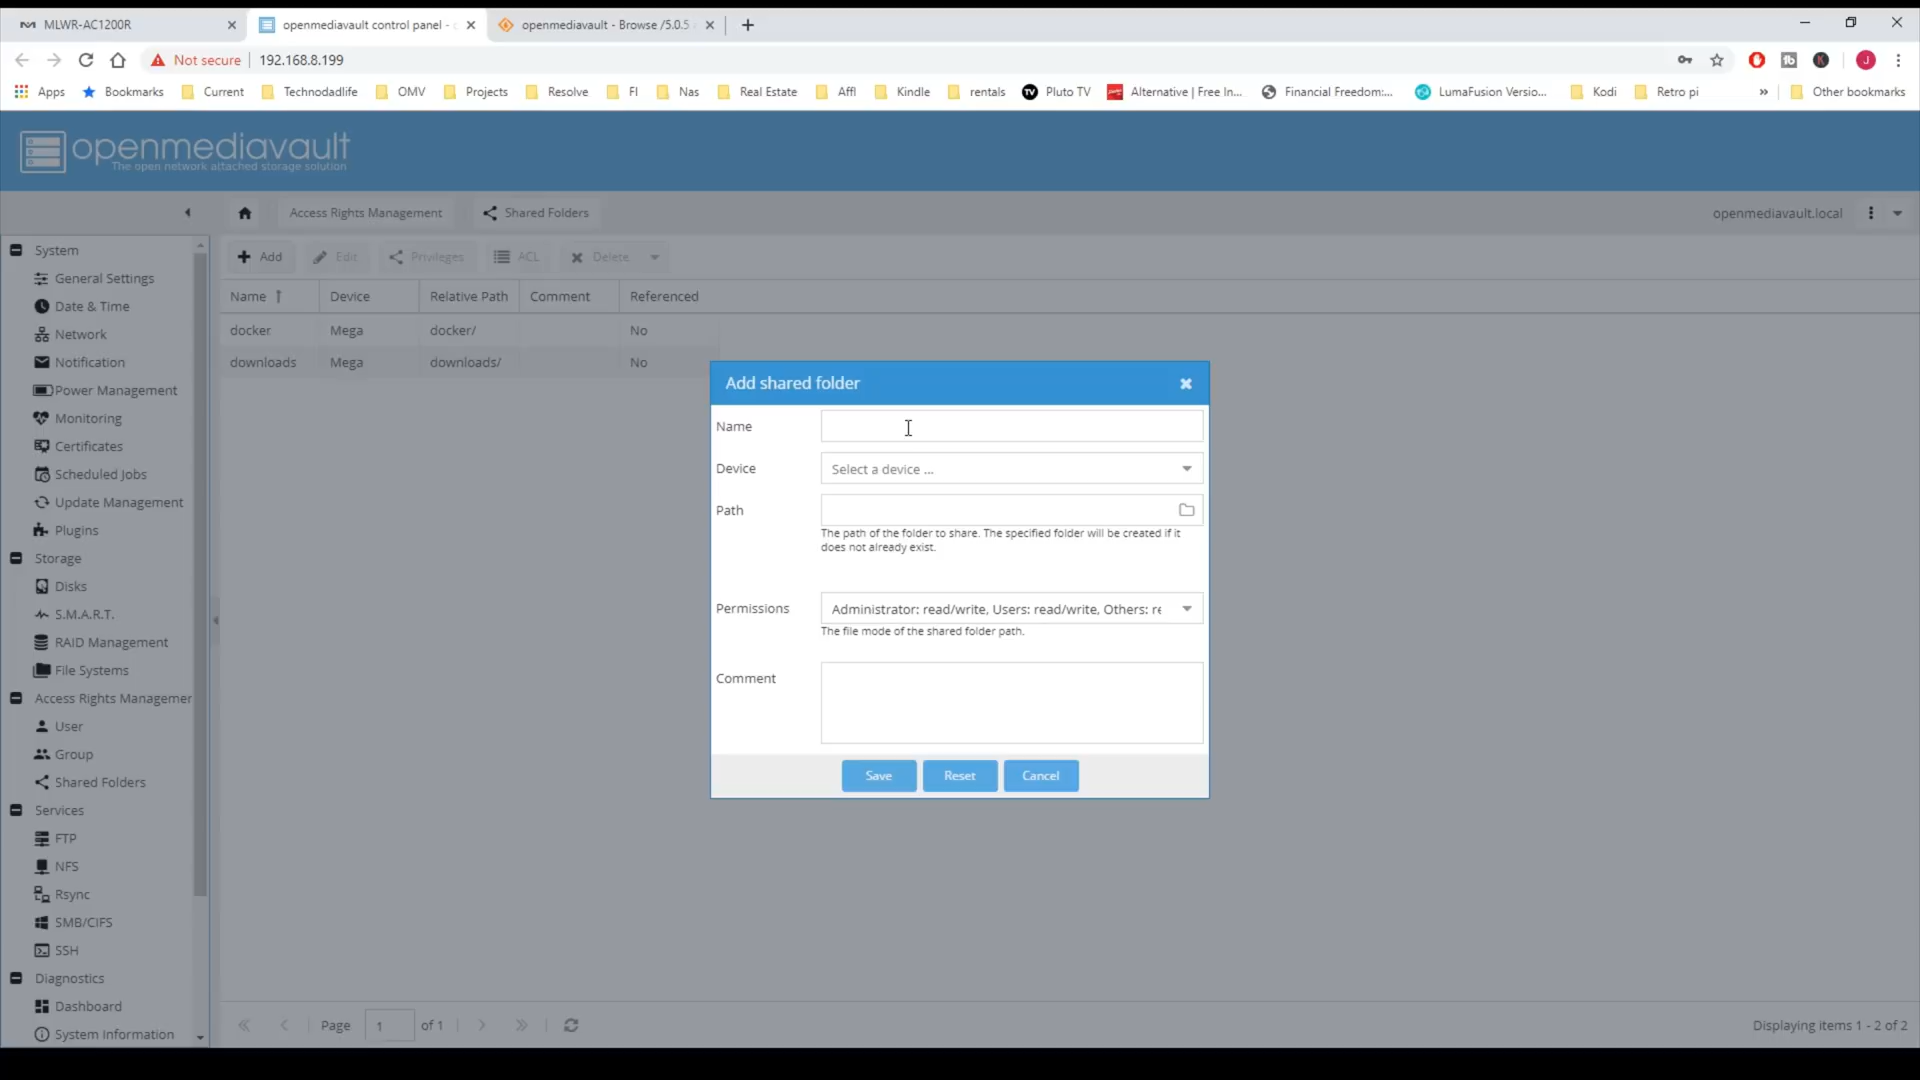 MLWR-AC1200R
openmediavault control panel -
openmediavault - Browse /5.0.5
Not secure
192.168.8.199
Apps
Bookmarks
Current
Technodadlife
OMV
Projects
Resolve
FI
Nas
Real Estate
Affl
Kindle
rentals
Pluto TV
Alternative | Free In...
Financial Freedom:...
LumaFusion Versio...
Kodi
Retro pi
»
Other bookmarks
openmediavault
The open network attached storage solution
Access Rights Management
Shared Folders
openmediavault.local
System
General Settings
Date & Time
Network
Notification
Power Management
Monitoring
Certificates
Scheduled Jobs
Update Management
Plugins
Storage
Disks
S.M.A.R.T.
RAID Management
File Systems
Access Rights Managemer
User
Group
Shared Folders
Services
FTP
NFS
Rsync
SMB/CIFS
SSH
Diagnostics
Dashboard
System Information
Add
Edit
Privileges
ACL
Delete
Name
Device
Relative Path
Comment
Referenced
docker
Mega
docker/
No
downloads
Mega
downloads/
No
Add shared folder
Name
Device
Select a device ...
Path
The path of the folder to share. The specified folder will be created if it
does not already exist.
Permissions
Administrator: read/write, Users: read/write, Others: re
The file mode of the shared folder path.
Comment
Save
Reset
Cancel
Page
1
of 1
Displaying items 1 - 2 of 2